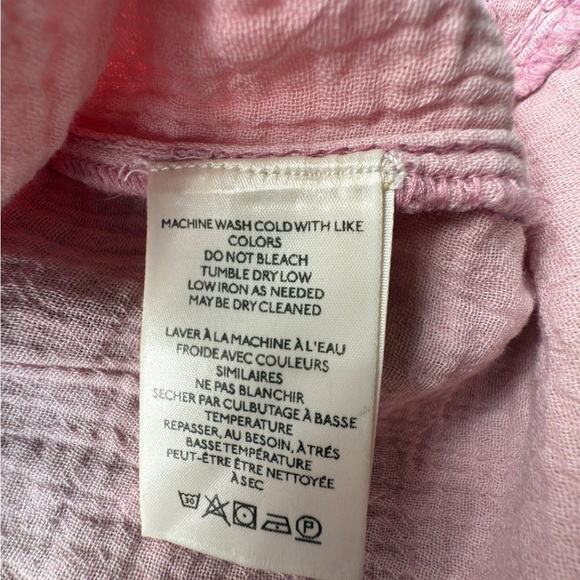 MACHINE WASH COLD WITH LIKE
COLORS
DO NOT BLEACH
TUMBLE DRY LOW
LOW IRON AS NEEDED
MAY BE DRY CLEANED
LAVER À LA MACHINE À L'EAU
FROIDE AVEC COULEURS
SIMILAIRES
NE PAS BLANCHIR
SECHER PAR CULBUTAGE À BASSE
TEMPERATURE
REPASSER, AU BESOIN, À TRÉS
BASSE TEMPÉRATURE
PEUT-ÊTRE ÊTRE NETTOYÉE
À SEC
30 P